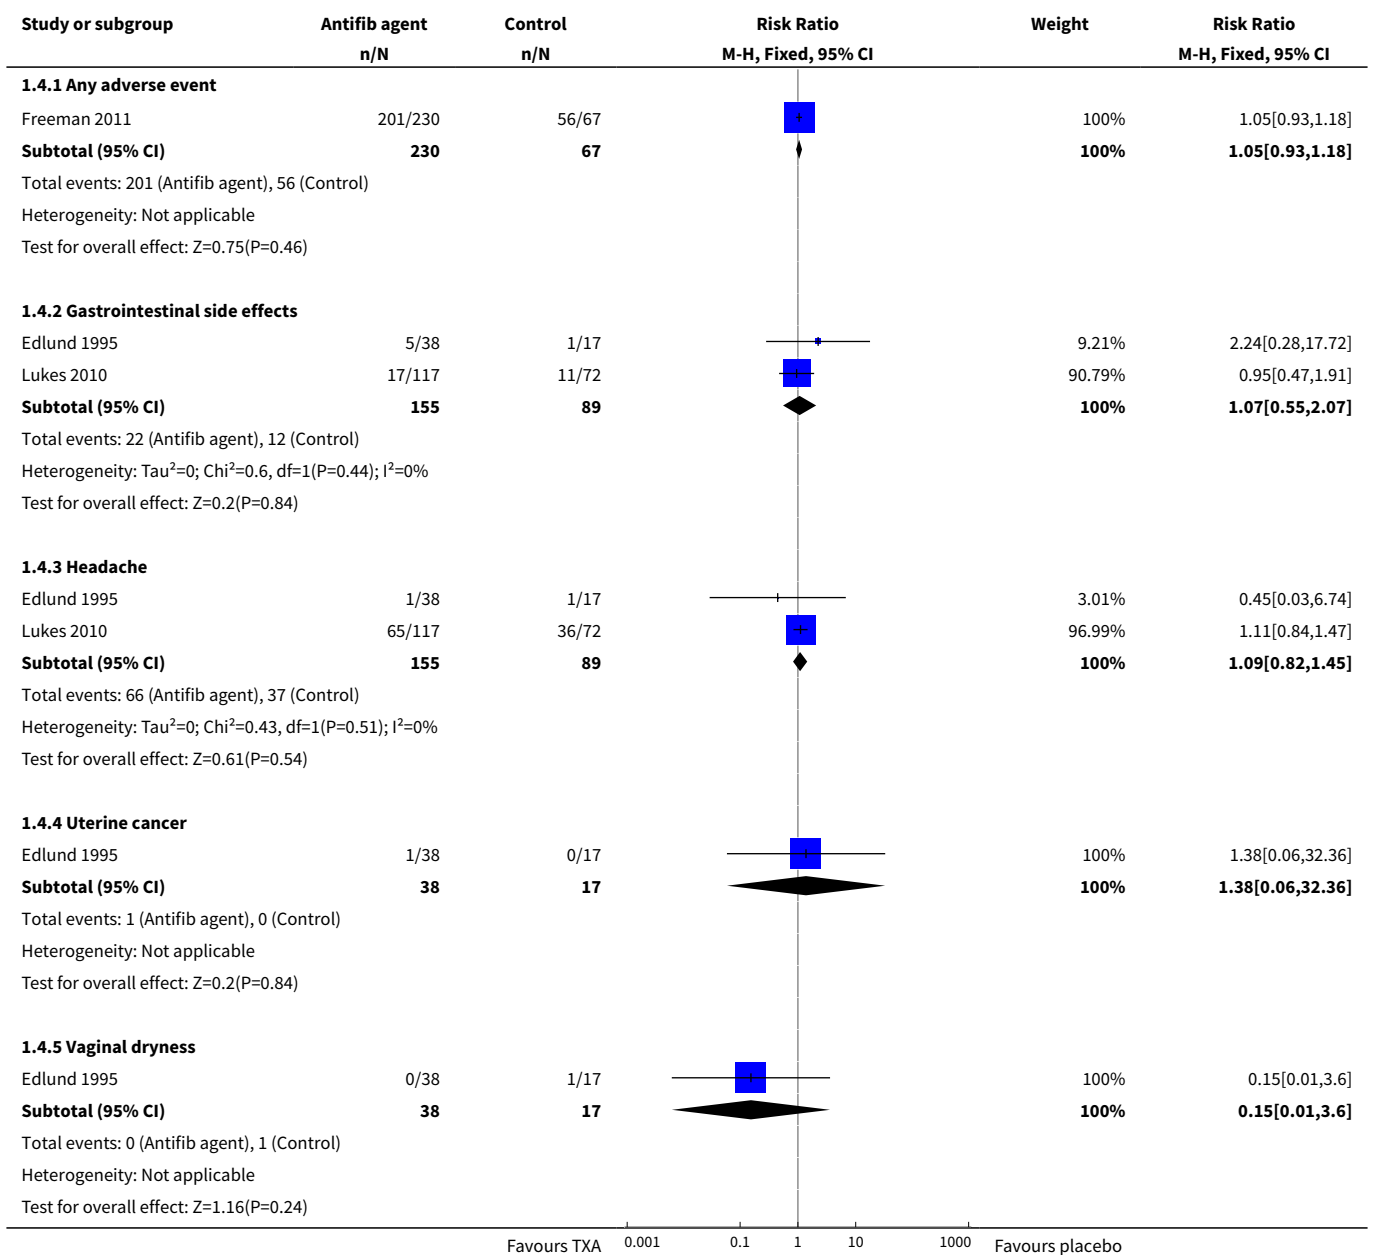 Study or subgroup Antifib agent Control Risk Ratio Weight Risk Ratio
n/N n/N M-H, Fixed, 95% CI M-H, Fixed, 95% CI
1.4.1 Any adverse event
Freeman 2011 201/230 56/67 100% 1.05[0.93,1.18]
Subtotal (95% CI) 230 67 100% 1.05[0.93,1.18]
Total events: 201 (Antifib agent), 56 (Control)
Heterogeneity: Not applicable
Test for overall effect: Z=0.75(P=0.46)
1.4.2 Gastrointestinal side effects
Edlund 1995 5/38 1/17 9.21% 2.24[0.28,17.72]
Lukes 2010 17/117 11/72 90.79% 0.95[0.47,1.91]
Subtotal (95% CI) 155 89 100% 1.07[0.55,2.07]
Total events: 22 (Antifib agent), 12 (Control)
Heterogeneity: Tau²=0; Chi²=0.6, df=1(P=0.44); I²=0%
Test for overall effect: Z=0.2(P=0.84)
1.4.3 Headache
Edlund 1995 1/38 1/17 3.01% 0.45[0.03,6.74]
Lukes 2010 65/117 36/72 96.99% 1.11[0.84,1.47]
Subtotal (95% CI) 155 89 100% 1.09[0.82,1.45]
Total events: 66 (Antifib agent), 37 (Control)
Heterogeneity: Tau²=0; Chi²=0.43, df=1(P=0.51); I²=0%
Test for overall effect: Z=0.61(P=0.54)
1.4.4 Uterine cancer
Edlund 1995 1/38 0/17 100% 1.38[0.06,32.36]
Subtotal (95% CI) 38 17 100% 1.38[0.06,32.36]
Total events: 1 (Antifib agent), 0 (Control)
Heterogeneity: Not applicable
Test for overall effect: Z=0.2(P=0.84)
1.4.5 Vaginal dryness
Edlund 1995 0/38 1/17 100% 0.15[0.01,3.6]
Subtotal (95% CI) 38 17 100% 0.15[0.01,3.6]
Total events: 0 (Antifib agent), 1 (Control)
Heterogeneity: Not applicable
Test for overall effect: Z=1.16(P=0.24)
Favours TXA 0.001 0.1 1 10 1000 Favours placebo